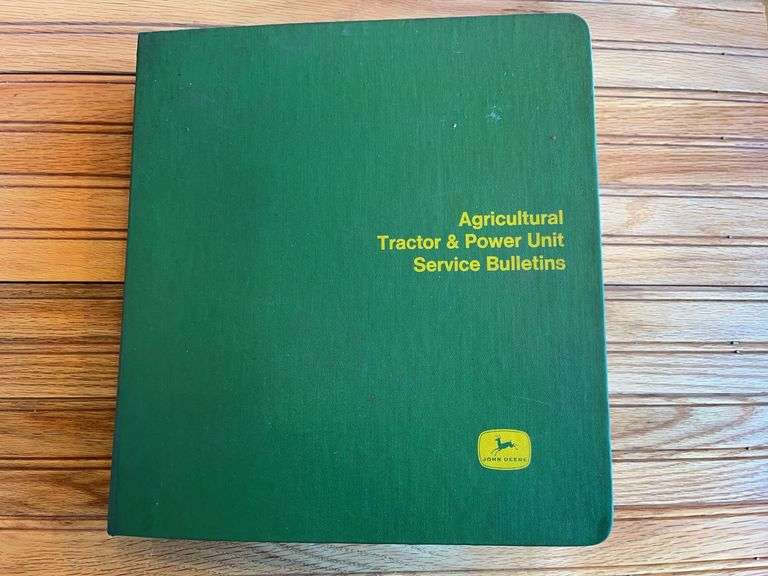 Agricultural
Tractor & Power Unit
Service Bulletins
JOHN DEERE